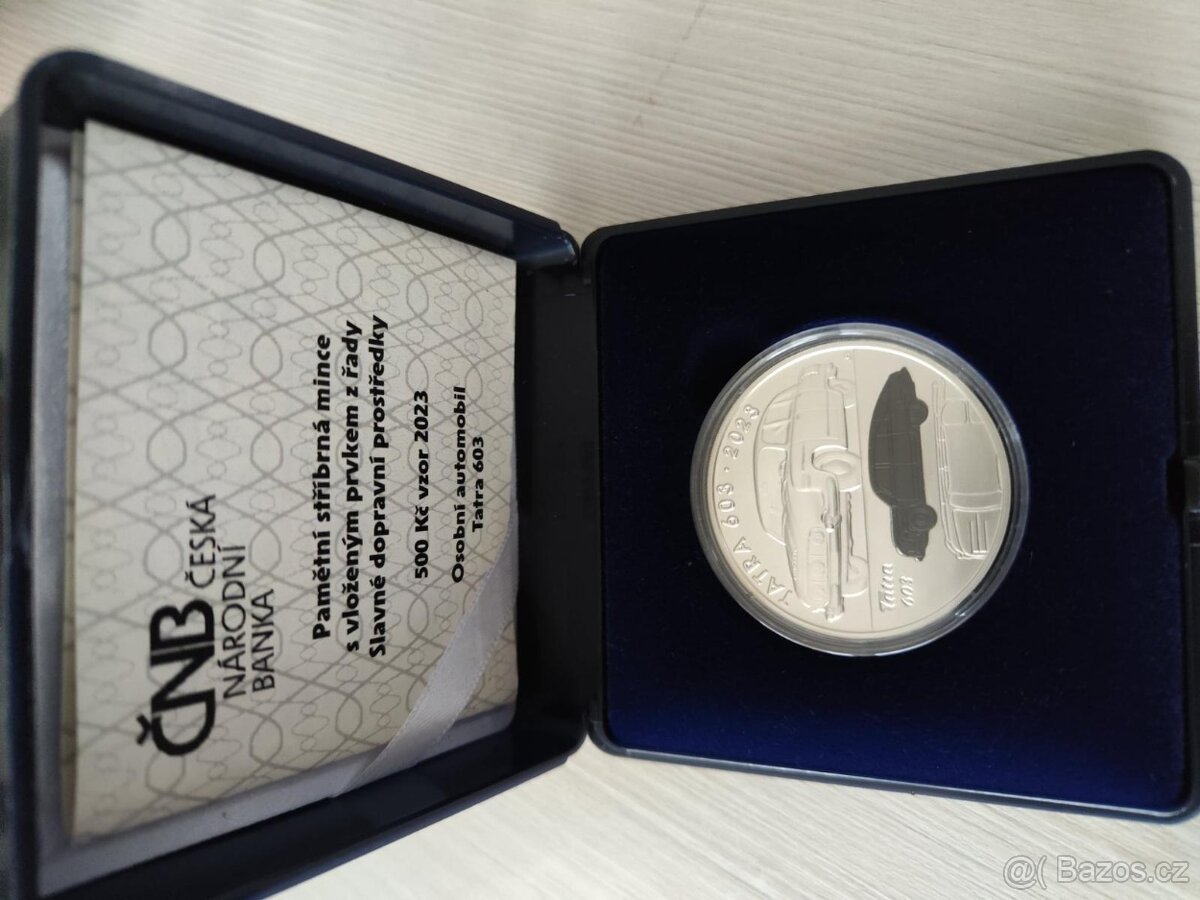 ČNB ČESKÁ
NÁRODNÍ
BANKA
Pamětní stříbrná mince
s vloženým prvkem z řady
Slavné dopravní prostředky
500 Kč vzor 2023
Osobní automobil
Tatra 603
TATRA 603 · 2023
Tatra
603
@( Bazos.cz